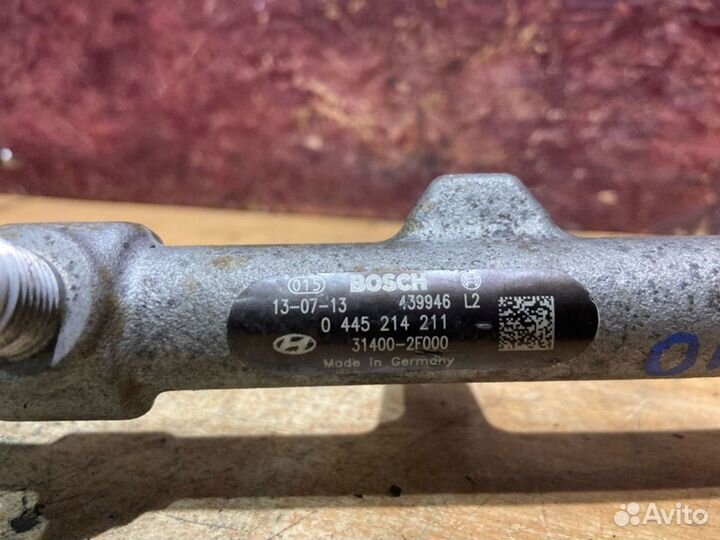 015 BOSCH
13-07-13 439946 L2
0 445 214 211
31400-2F000
Made in Germany
Avito